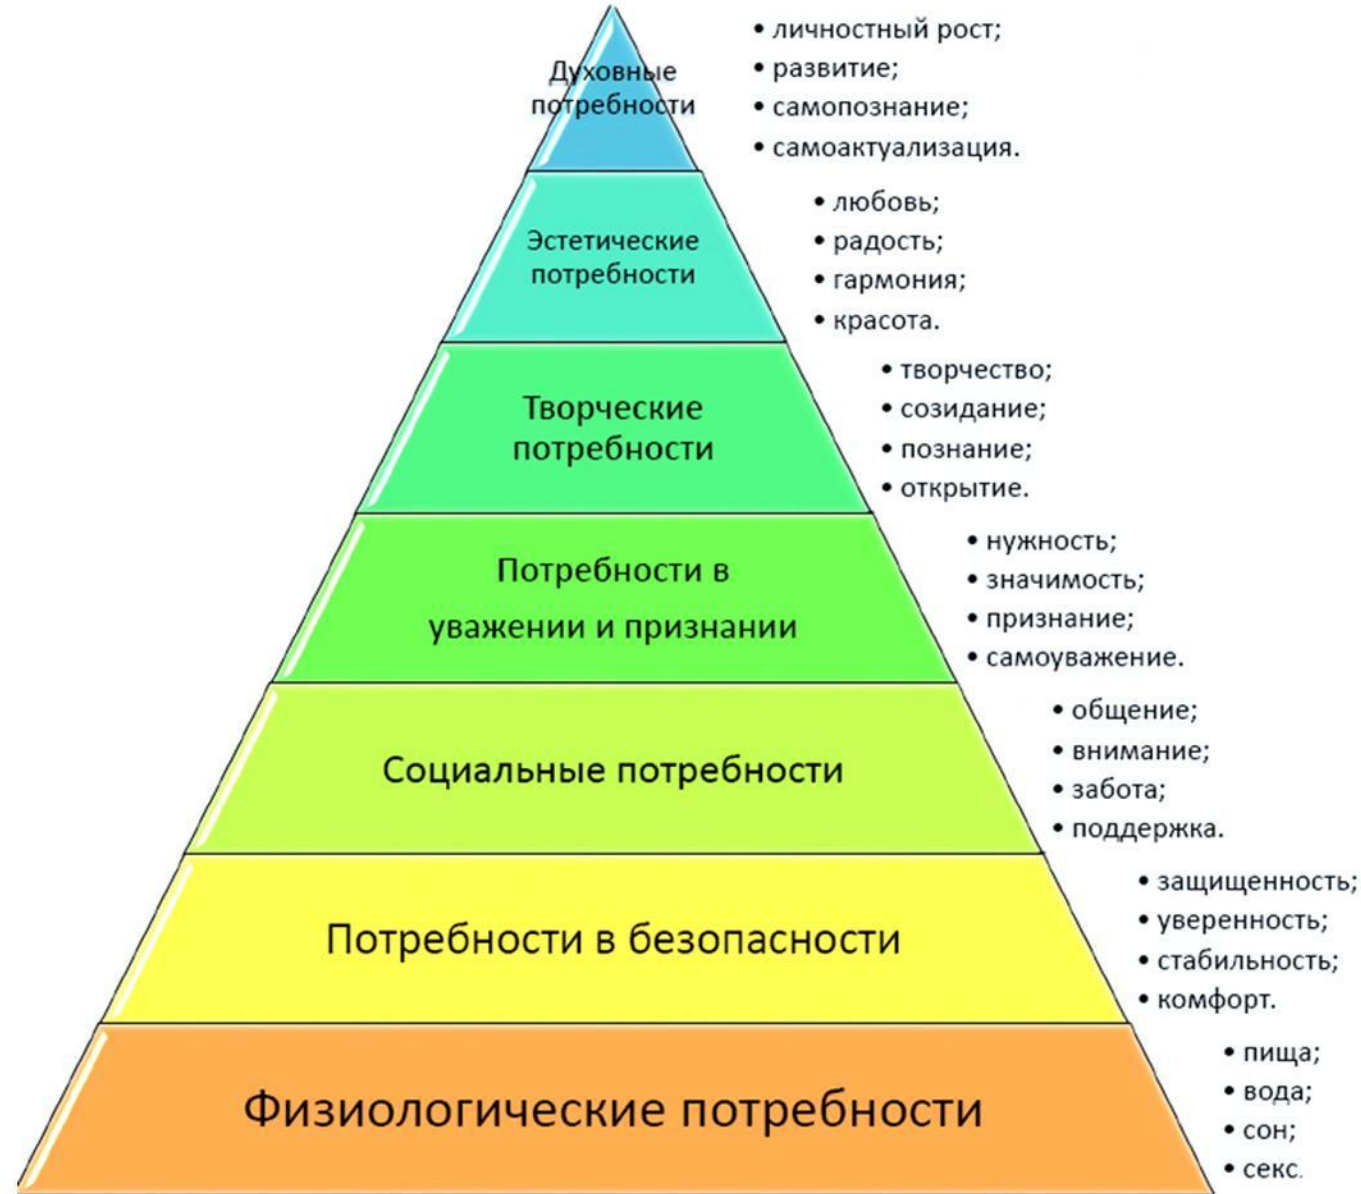 Духовные
потребности
• личностный рост;
• развитие;
• самопознание;
• самоактуализация.
Эстетические
потребности
• любовь;
• радость;
• гармония;
• красота.
Творческие
потребности
• творчество;
• созидание;
• познание;
• открытие.
Потребности в
уважении и признании
• нужность;
• значимость;
• признание;
• самоуважение.
Социальные потребности
• общение;
• внимание;
• забота;
• поддержка.
Потребности в безопасности
• защищенность;
• уверенность;
• стабильность;
• комфорт.
Физиологические потребности
• пища;
• вода;
• сон;
• секс.